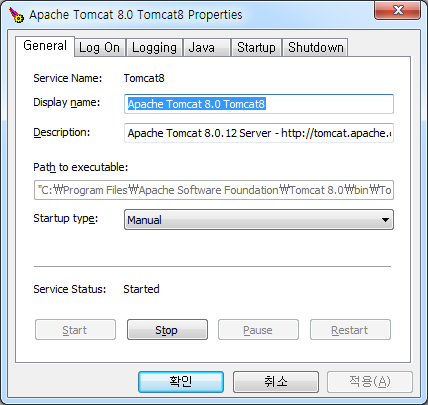 Apache Tomcat 8.0 Tomcat8 Properties
General Log On Logging Java Startup Shutdown
Service Name: Tomcat8
Display name: Apache Tomcat 8.0 Tomcat8
Description: Apache Tomcat 8.0.12 Server - http://tomcat.apache.o
Path to executable:
"C:₩Program Files₩Apache Software Foundation₩Tomcat 8.0₩bin₩To
Startup type: Manual
Service Status: Started
Start Stop Pause Restart
확인 취소 적용(A)